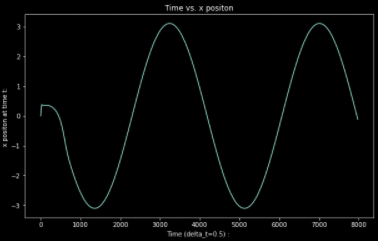 Time vs. x positon
x positon at time t:
3
2
1
0
−1
−2
−3
0 1000 2000 3000 4000 5000 6000 7000 8000
Time (delta_t=0.5) :